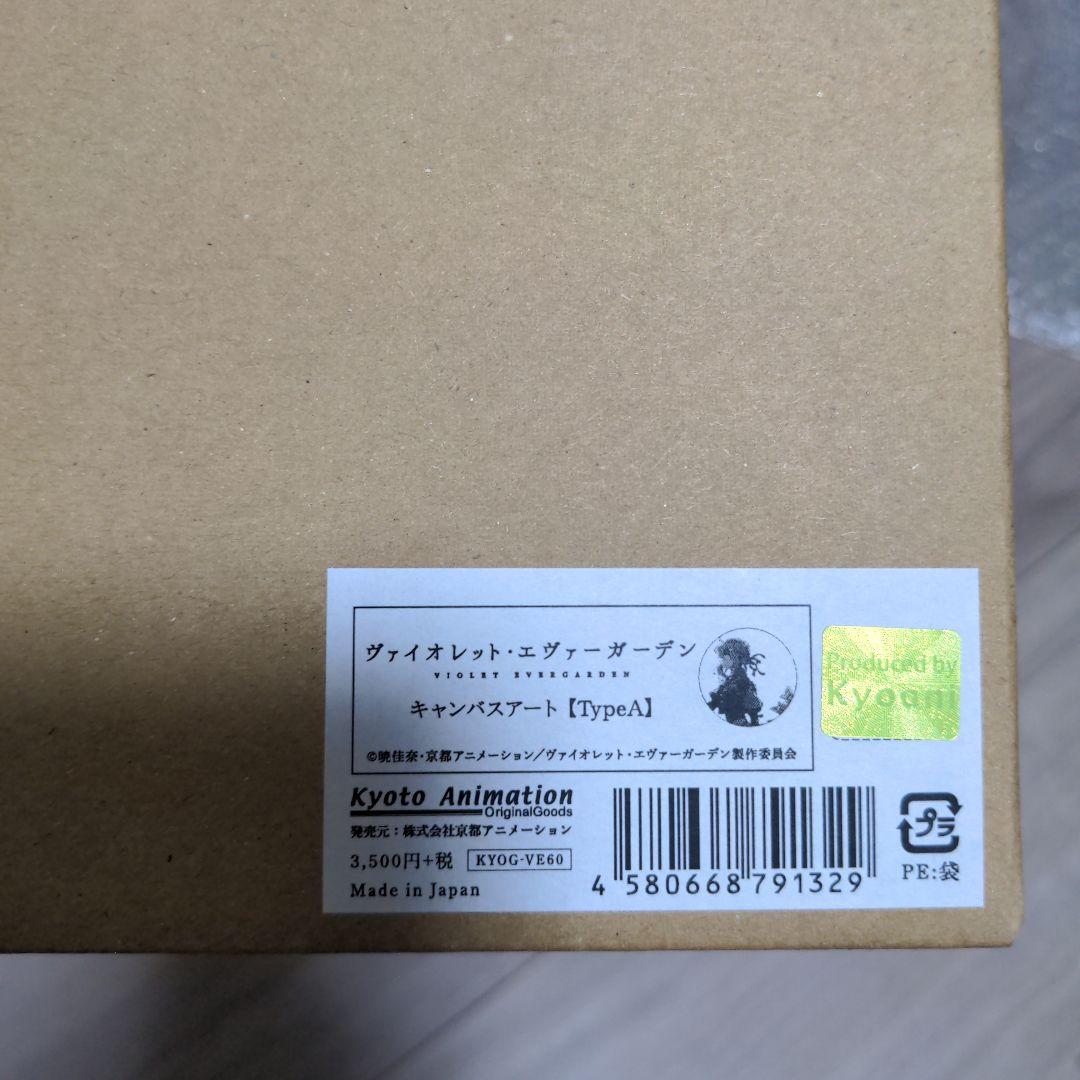 ヴァイオレット・エヴァーガーデン
VIOLET EVERGARDEN
キャンバスアート【TypeA】
©暁佳奈・京都アニメーション/ヴァイオレット・エヴァーガーデン製作委員会
Produced by
Kyoani
Kyoto Animation
OriginalGoods
発売元:株式会社京都アニメーション
3,500円+税 KYOG-VE60
Made in Japan
4 580668 791329
プラ
PE:袋